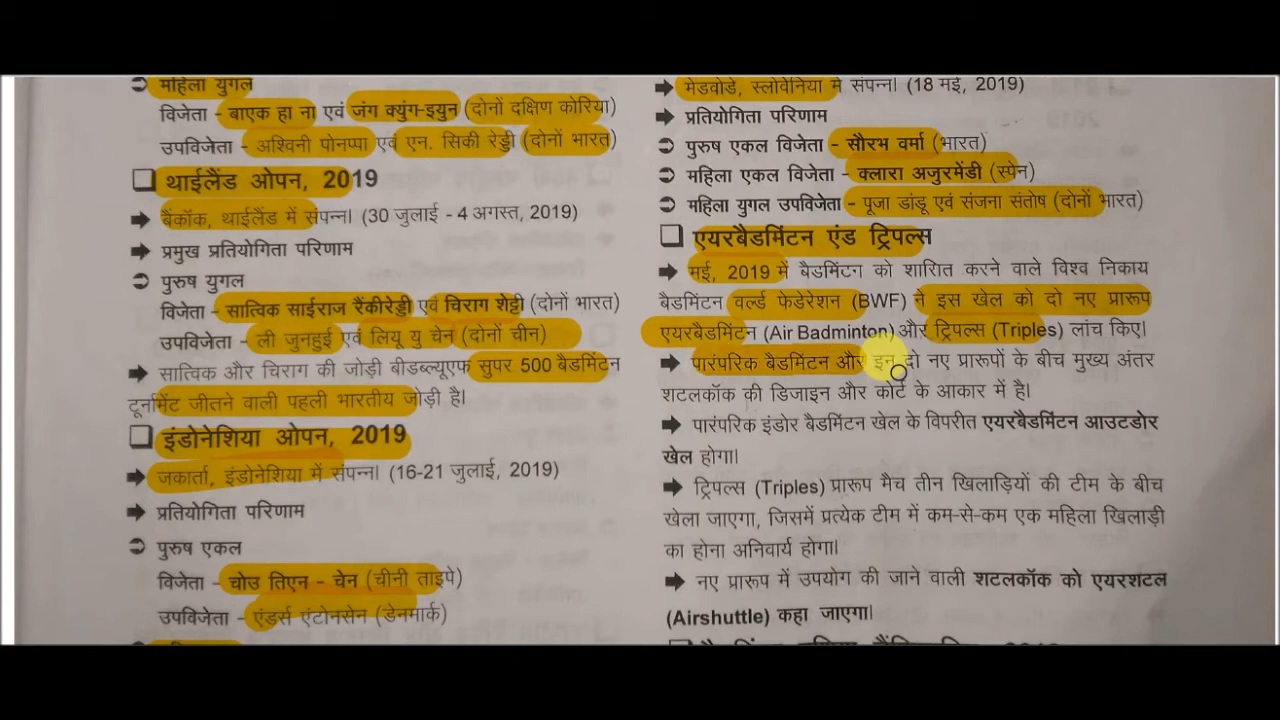 ➲ महिला युगल
विजेता - बाएक हा ना एवं जंग क्युंग-इयुन (दोनों दक्षिण कोरिया)
उपविजेता - अश्विनी पोनप्पा एवं एन. सिकी रेड्डी (दोनों भारत)
❑ थाईलैंड ओपन, 2019
➡ बैंकॉक, थाईलैंड में संपन्न। (30 जुलाई - 4 अगस्त, 2019)
➡ प्रमुख प्रतियोगिता परिणाम
➲ पुरुष युगल
विजेता - सात्विक साईराज रैंकीरेड्डी एवं चिराग शेट्टी (दोनों भारत)
उपविजेता - ली जुनहुई एवं लियू यु चेन (दोनों चीन)
➡ सात्विक और चिराग की जोड़ी बीडब्ल्यूएफ सुपर 500 बैडमिंटन
टूर्नामेंट जीतने वाली पहली भारतीय जोड़ी है।
❑ इंडोनेशिया ओपन, 2019
➡ जकार्ता, इंडोनेशिया में संपन्न। (16-21 जुलाई, 2019)
➡ प्रतियोगिता परिणाम
➲ पुरुष एकल
विजेता - चोउ तिएन - चेन (चीनी ताइपे)
उपविजेता - एंडर्स एंटोनसेन (डेनमार्क)
➡ मेडवोडे, स्लोवेनिया में संपन्न। (18 मई, 2019)
➡ प्रतियोगिता परिणाम
➲ पुरुष एकल विजेता - सौरभ वर्मा (भारत)
➲ महिला एकल विजेता - क्लारा अजुरमेंडी (स्पेन)
➲ महिला युगल उपविजेता - पूजा डांडू एवं संजना संतोष (दोनों भारत)
❑ एयरबैडमिंटन एंड ट्रिपल्स
➡ मई, 2019 में बैडमिंटन को शासित करने वाले विश्व निकाय
बैडमिंटन वर्ल्ड फेडेरेशन (BWF) ने इस खेल को दो नए प्रारूप
एयरबैडमिंटन (Air Badminton) और ट्रिपल्स (Triples) लांच किए।
➡ पारंपरिक बैडमिंटन और इन दो नए प्रारूपों के बीच मुख्य अंतर
शटलकॉक की डिजाइन और कोर्ट के आकार में है।
➡ पारंपरिक इंडोर बैडमिंटन खेल के विपरीत एयरबैडमिंटन आउटडोर
खेल होगा।
➡ ट्रिपल्स (Triples) प्रारूप मैच तीन खिलाड़ियों की टीम के बीच
खेला जाएगा, जिसमें प्रत्येक टीम में कम-से-कम एक महिला खिलाड़ी
का होना अनिवार्य होगा।
➡ नए प्रारूप में उपयोग की जाने वाली शटलकॉक को एयरशटल
(Airshuttle) कहा जाएगा।